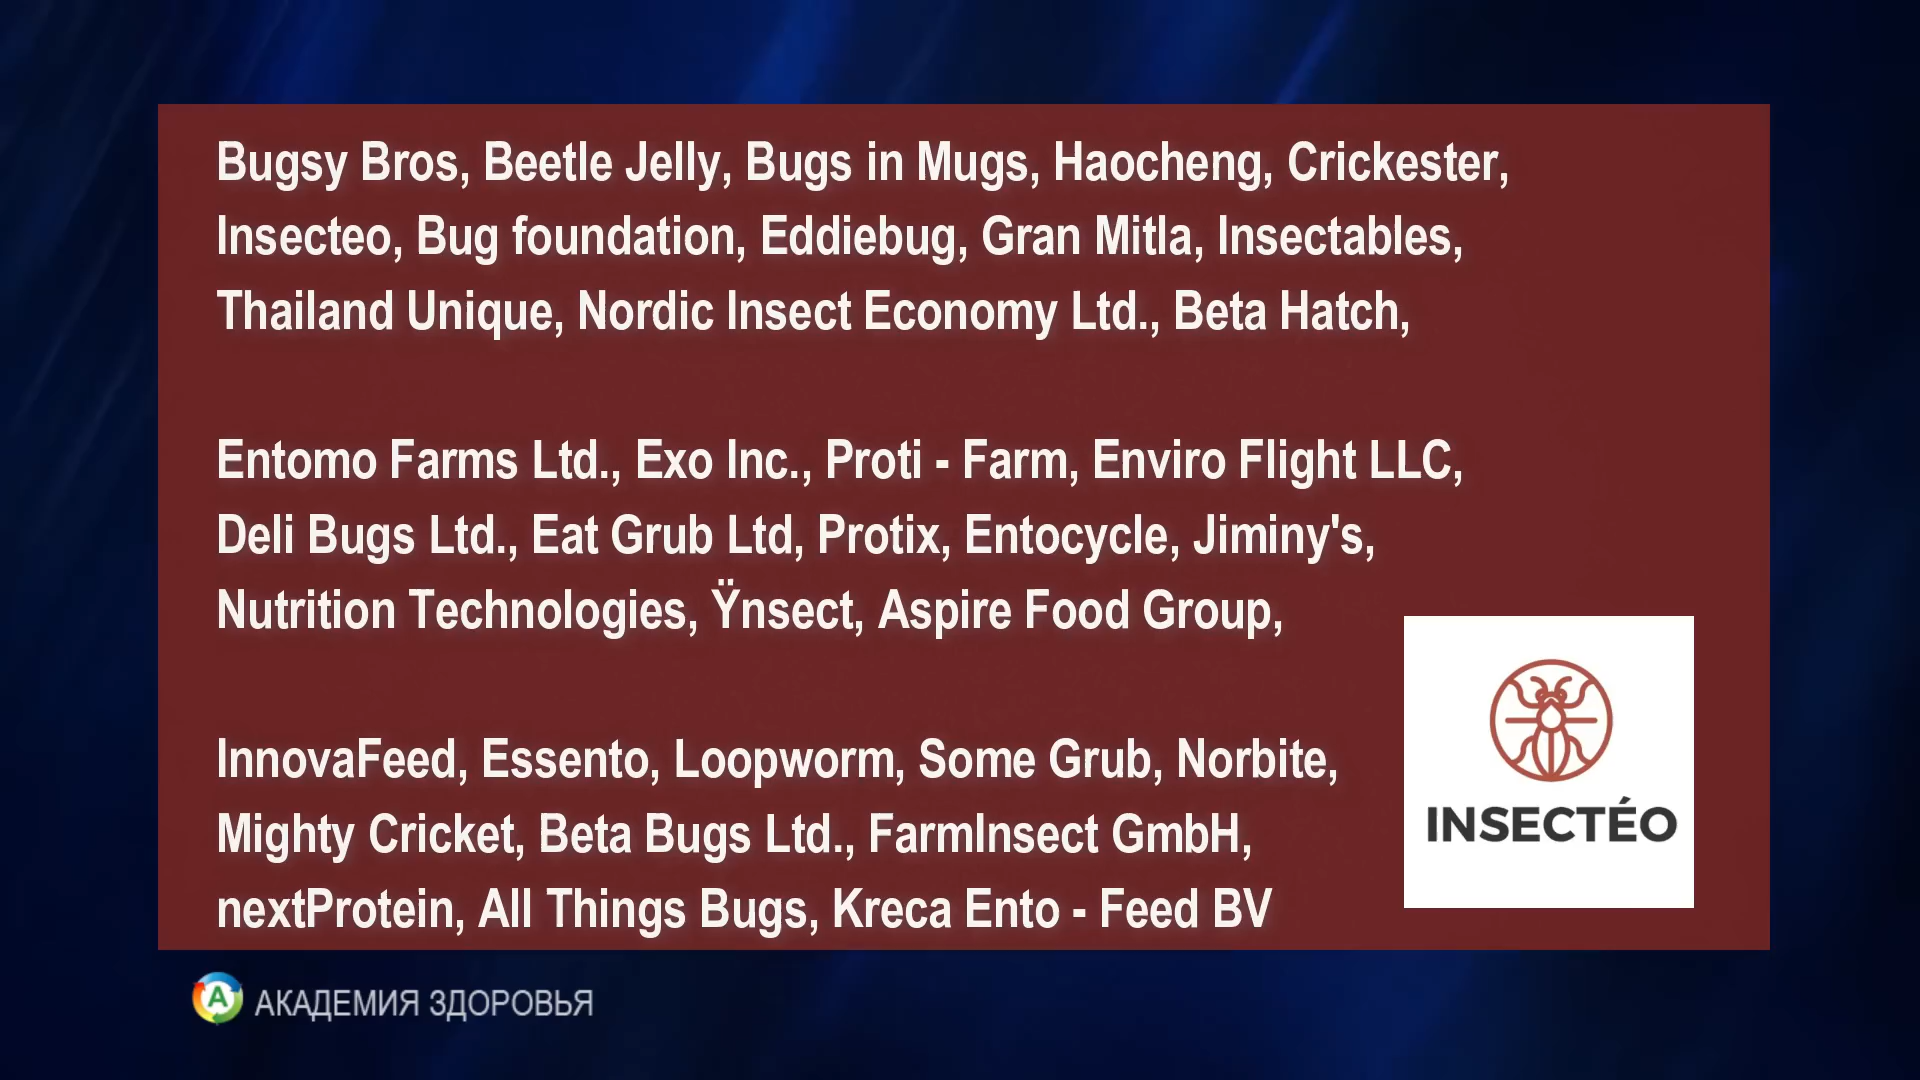 Bugsy Bros, Beetle Jelly, Bugs in Mugs, Haocheng, Crickester,
Insecteo, Bug foundation, Eddiebug, Gran Mitla, Insectables,
Thailand Unique, Nordic Insect Economy Ltd., Beta Hatch,
Entomo Farms Ltd., Exo Inc., Proti - Farm, Enviro Flight LLC,
Deli Bugs Ltd., Eat Grub Ltd, Protix, Entocycle, Jiminy's,
Nutrition Technologies, Ÿnsect, Aspire Food Group,
InnovaFeed, Essento, Loopworm, Some Grub, Norbite,
Mighty Cricket, Beta Bugs Ltd., FarmInsect GmbH,
nextProtein, All Things Bugs, Kreca Ento - Feed BV
INSECTÉO
А АКАДЕМИЯ ЗДОРОВЬЯ